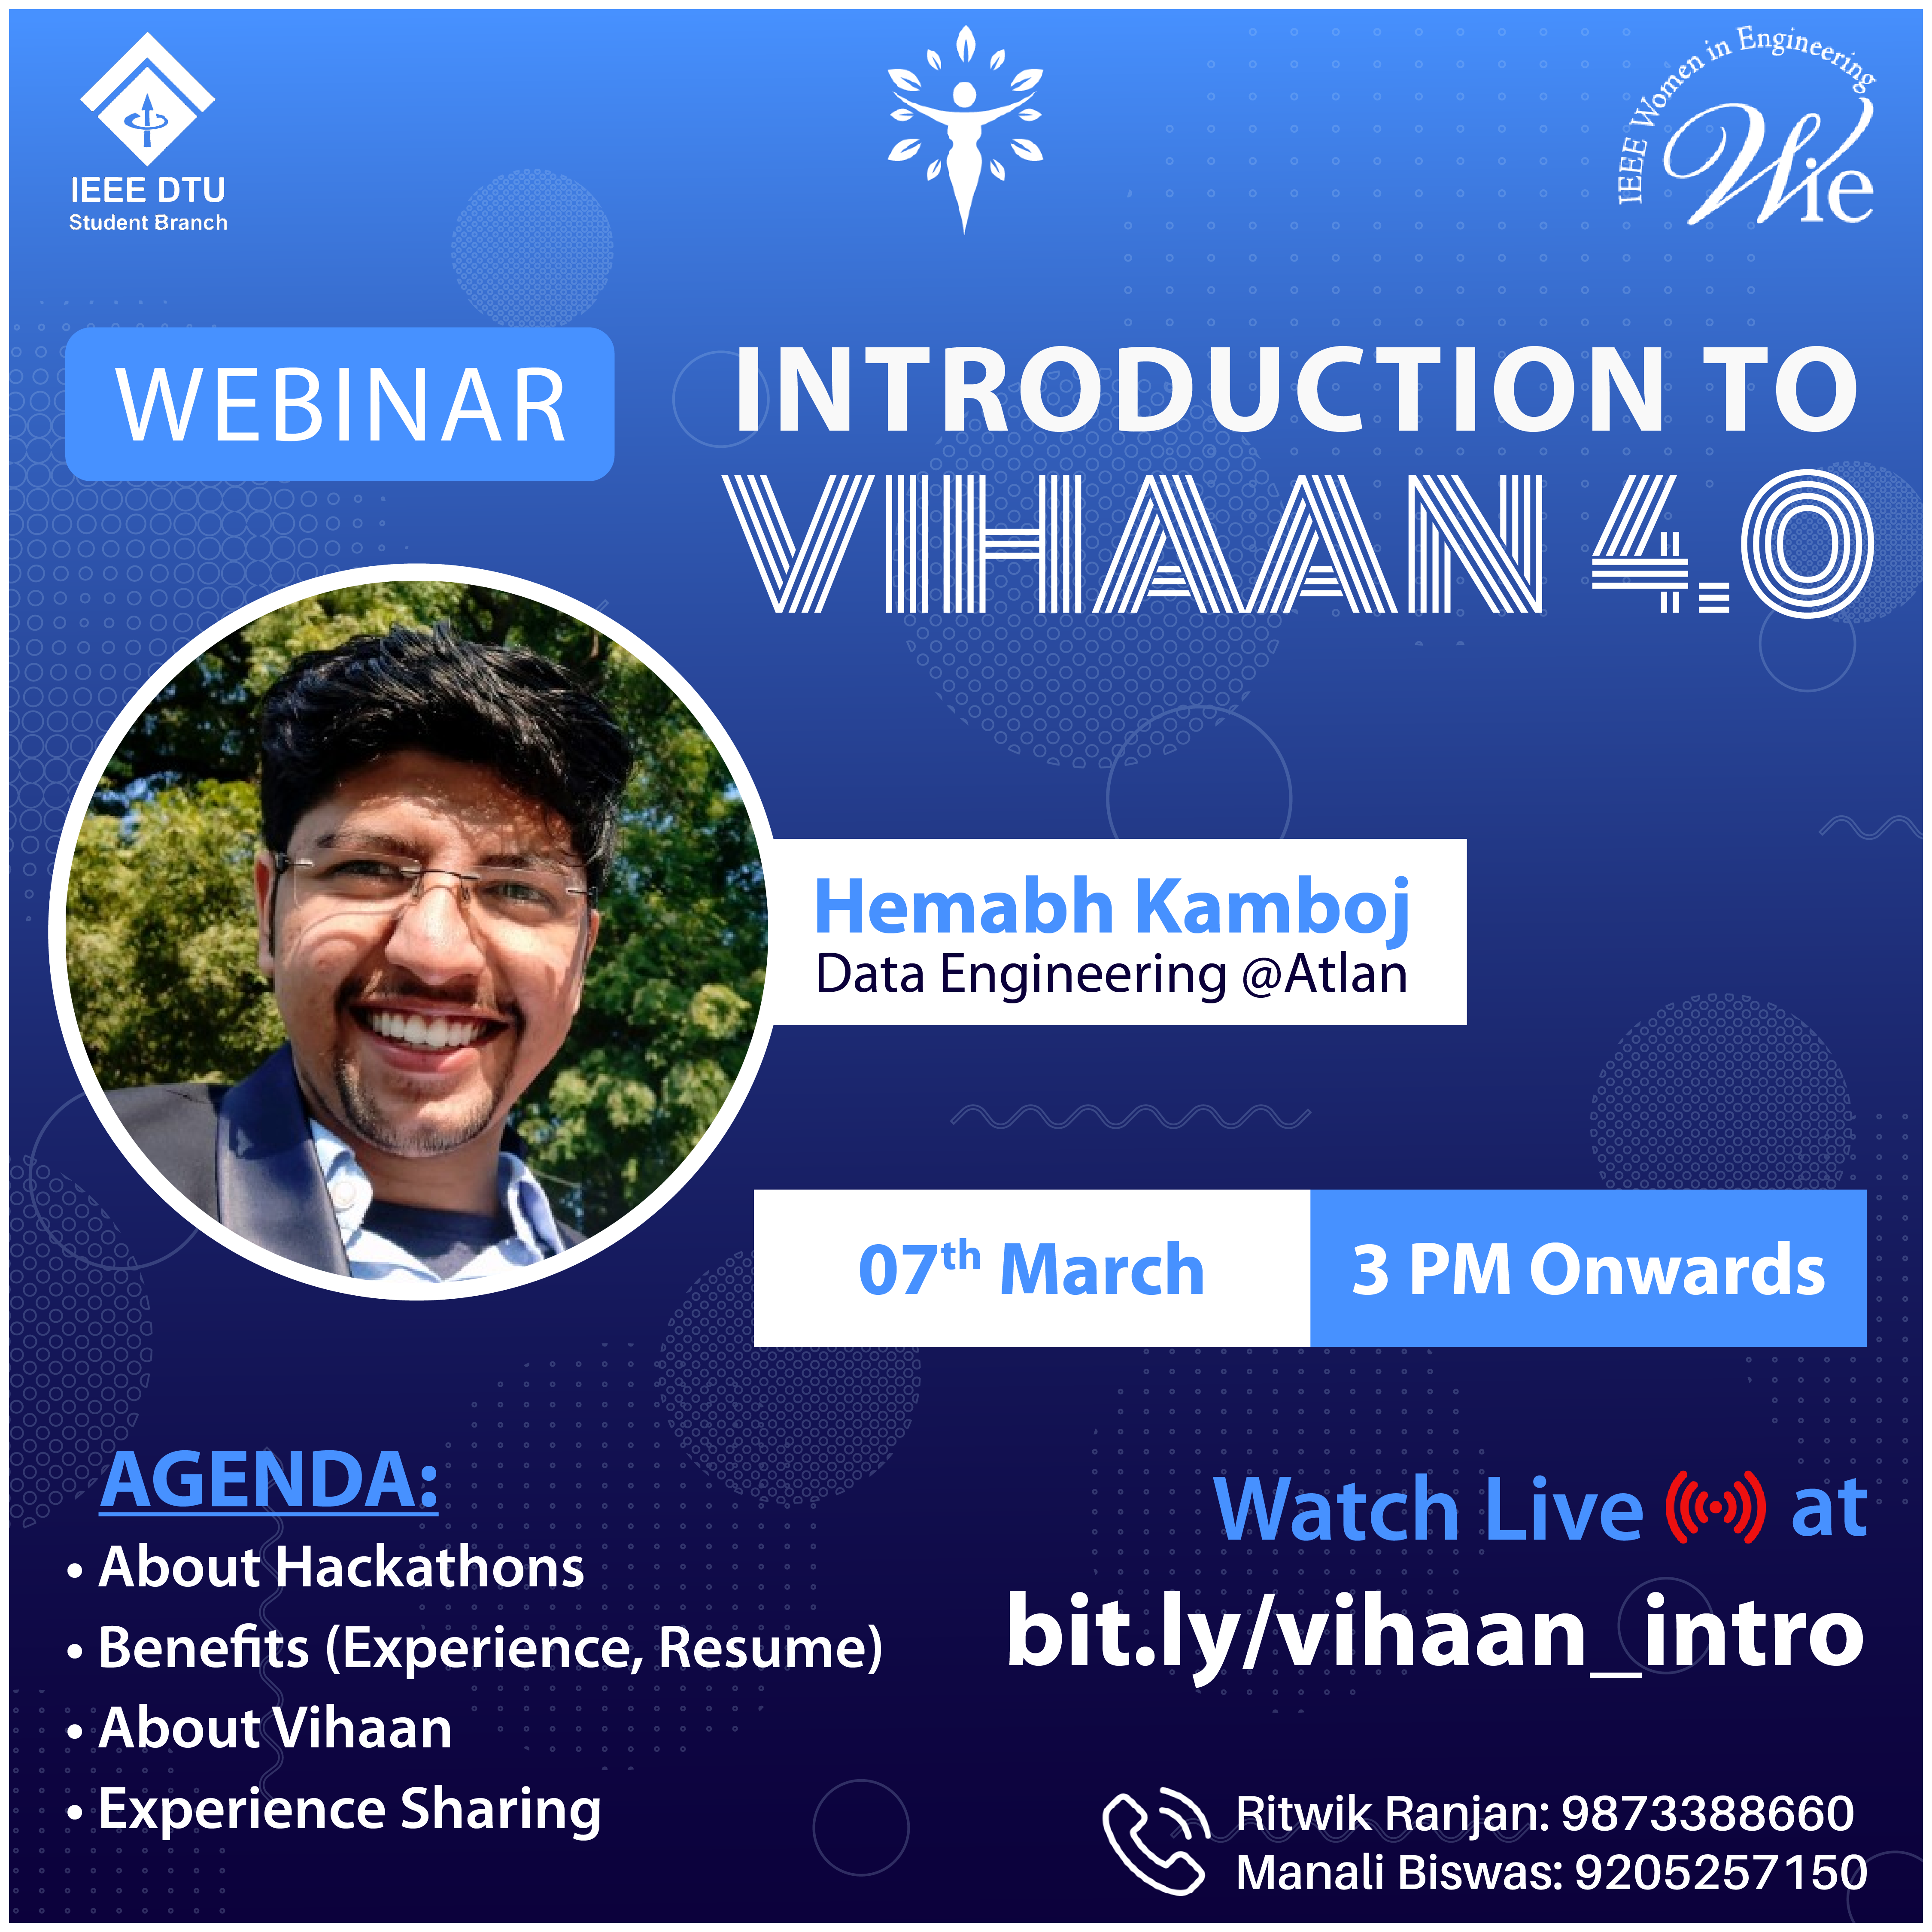 IEEE DTU
Student Branch
IEEE Women in Engineering
Wie
WEBINAR
INTRODUCTION TO
VIHAAN 4.0
Hemabh Kamboj
Data Engineering @Atlan
07th March
3 PM Onwards
AGENDA:
• About Hackathons
• Benefits (Experience, Resume)
• About Vihaan
• Experience Sharing
Watch Live at
bit.ly/vihaan_intro
Ritwik Ranjan: 9873388660
Manali Biswas: 9205257150